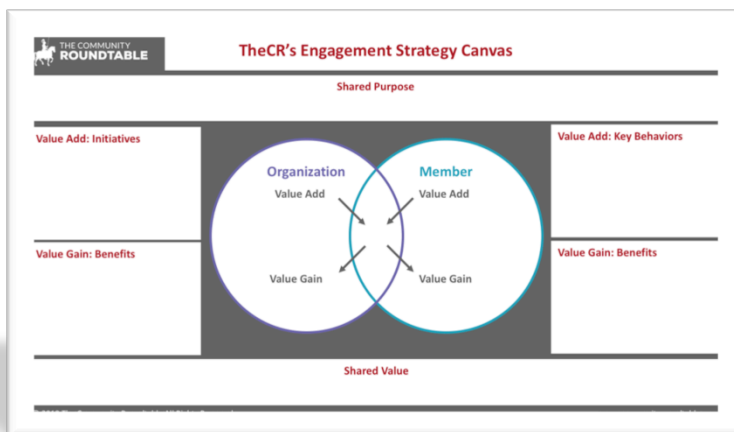 THE COMMUNITY
ROUNDTABLE
TheCR's Engagement Strategy Canvas
Shared Purpose
Value Add: Initiatives
Value Add: Key Behaviors
Organization
Member
Value Add
Value Add
Value Gain: Benefits
Value Gain: Benefits
Value Gain
Value Gain
Shared Value